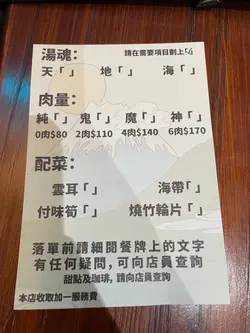 湯魂： 請在需要項目劃上「√」
天「 」 地「 」 海「 」
肉量：
純「 」 鬼「 」 魔「 」 神「 」
0肉$80 2肉$110 4肉$140 6肉$170
配菜：
雲耳「 」 海帶「 」
付味筍「 」 燒竹輪片「 」
落單前請細閱餐牌上的文字
有任何疑問，可向店員查詢
甜點及咖啡，請向店員查詢
本店收取加一服務費